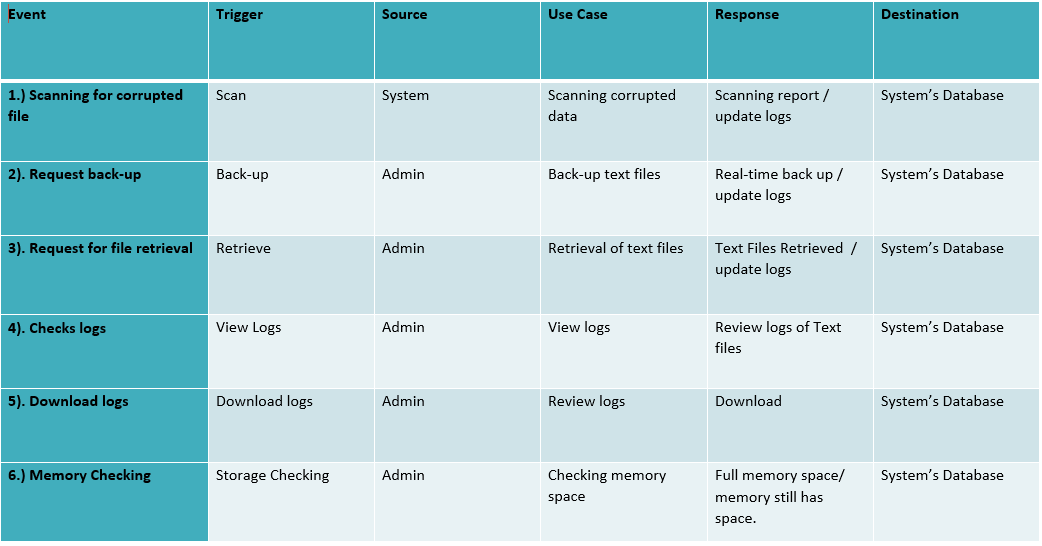 Event Trigger Source Use Case Response Destination
1.) Scanning for corrupted Scan System Scanning corrupted Scanning report / System’s Database
file data update logs
2). Request back-up Back-up Admin Back-up text files Real-time back up / System’s Database
update logs
3). Request for file retrieval Retrieve Admin Retrieval of text files Text Files Retrieved / System’s Database
update logs
4). Checks logs View Logs Admin View logs Review logs of Text System’s Database
files
5). Download logs Download logs Admin Review logs Download System’s Database
6.) Memory Checking Storage Checking Admin Checking memory Full memory space/ System’s Database
space memory still has
space.